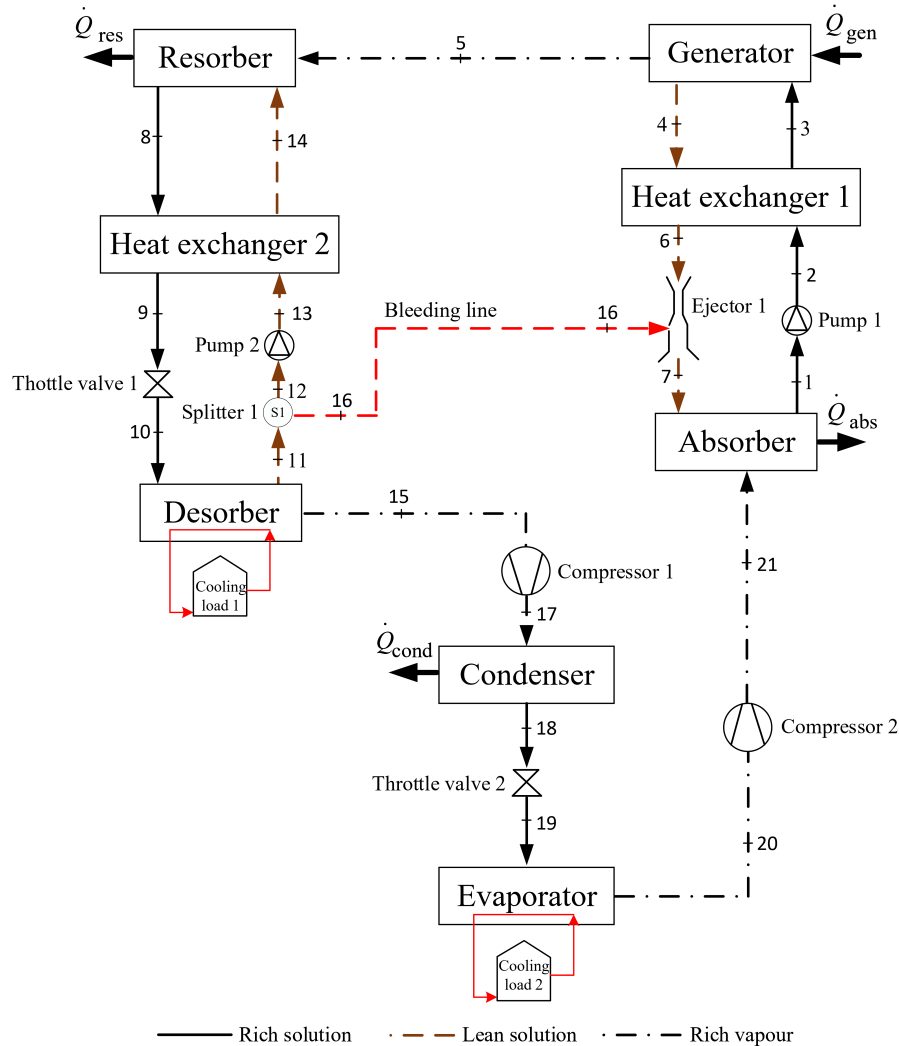 Q̇ res
5
Q̇ gen
Resorber
Generator
8
14
4
3
Heat exchanger 2
Heat exchanger 1
6
2
9
13
Bleeding line
16
Ejector 1
Pump 1
Pump 2
Thottle valve 1
12
7
1
Splitter 1
S1
16
10
11
Q̇ abs
Absorber
Desorber
15
Cooling
load 1
Compressor 1
21
17
Q̇ cond
Condenser
18
Compressor 2
Throttle valve 2
19
20
Evaporator
Cooling
load 2
Rich solution
Lean solution
Rich vapour